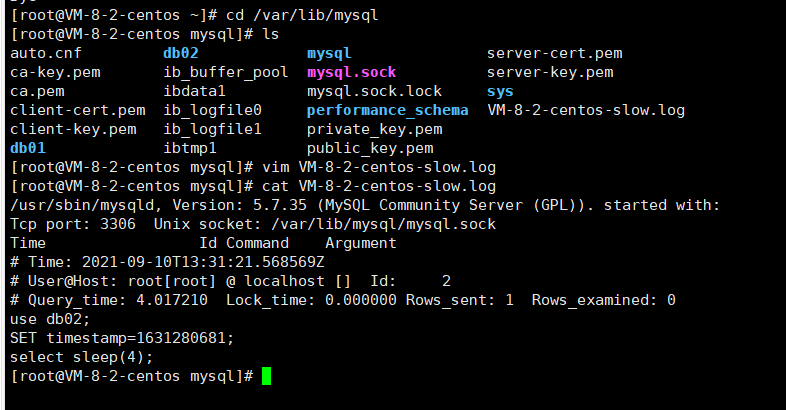 [root@VM-8-2-centos ~]# cd /var/lib/mysql
[root@VM-8-2-centos mysql]# ls
auto.cnf         db02            mysql               server-cert.pem
ca-key.pem       ib_buffer_pool  mysql.sock          server-key.pem
ca.pem           ibdata1         mysql.sock.lock     sys
client-cert.pem  ib_logfile0     performance_schema  VM-8-2-centos-slow.log
client-key.pem   ib_logfile1     private_key.pem
db01             ibtmp1          public_key.pem
[root@VM-8-2-centos mysql]# vim VM-8-2-centos-slow.log
[root@VM-8-2-centos mysql]# cat VM-8-2-centos-slow.log
/usr/sbin/mysqld, Version: 5.7.35 (MySQL Community Server (GPL)). started with:
Tcp port: 3306  Unix socket: /var/lib/mysql/mysql.sock
Time                 Id Command    Argument
# Time: 2021-09-10T13:31:21.568569Z
# User@Host: root[root] @ localhost []  Id:     2
# Query_time: 4.017210  Lock_time: 0.000000 Rows_sent: 1  Rows_examined: 0
use db02;
SET timestamp=1631280681;
select sleep(4);
[root@VM-8-2-centos mysql]#